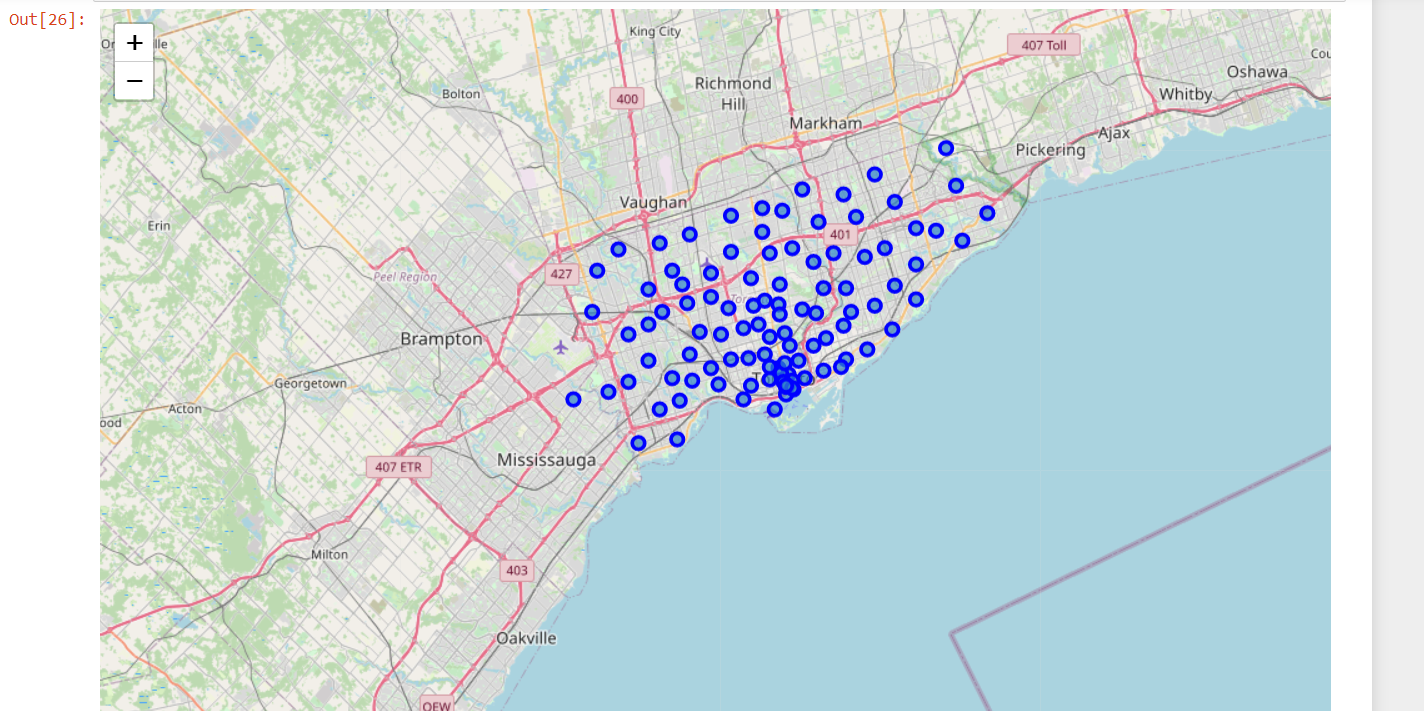 Out[26]:
+
−
King City
407 Toll
Oshawa
Bolton
400
Richmond
Hill
Whitby
Markham
Ajax
Pickering
Vaughan
Erin
401
427
Peel Region
Brampton
Georgetown
Acton
Mississauga
407 ETR
Milton
403
Oakville
QEW